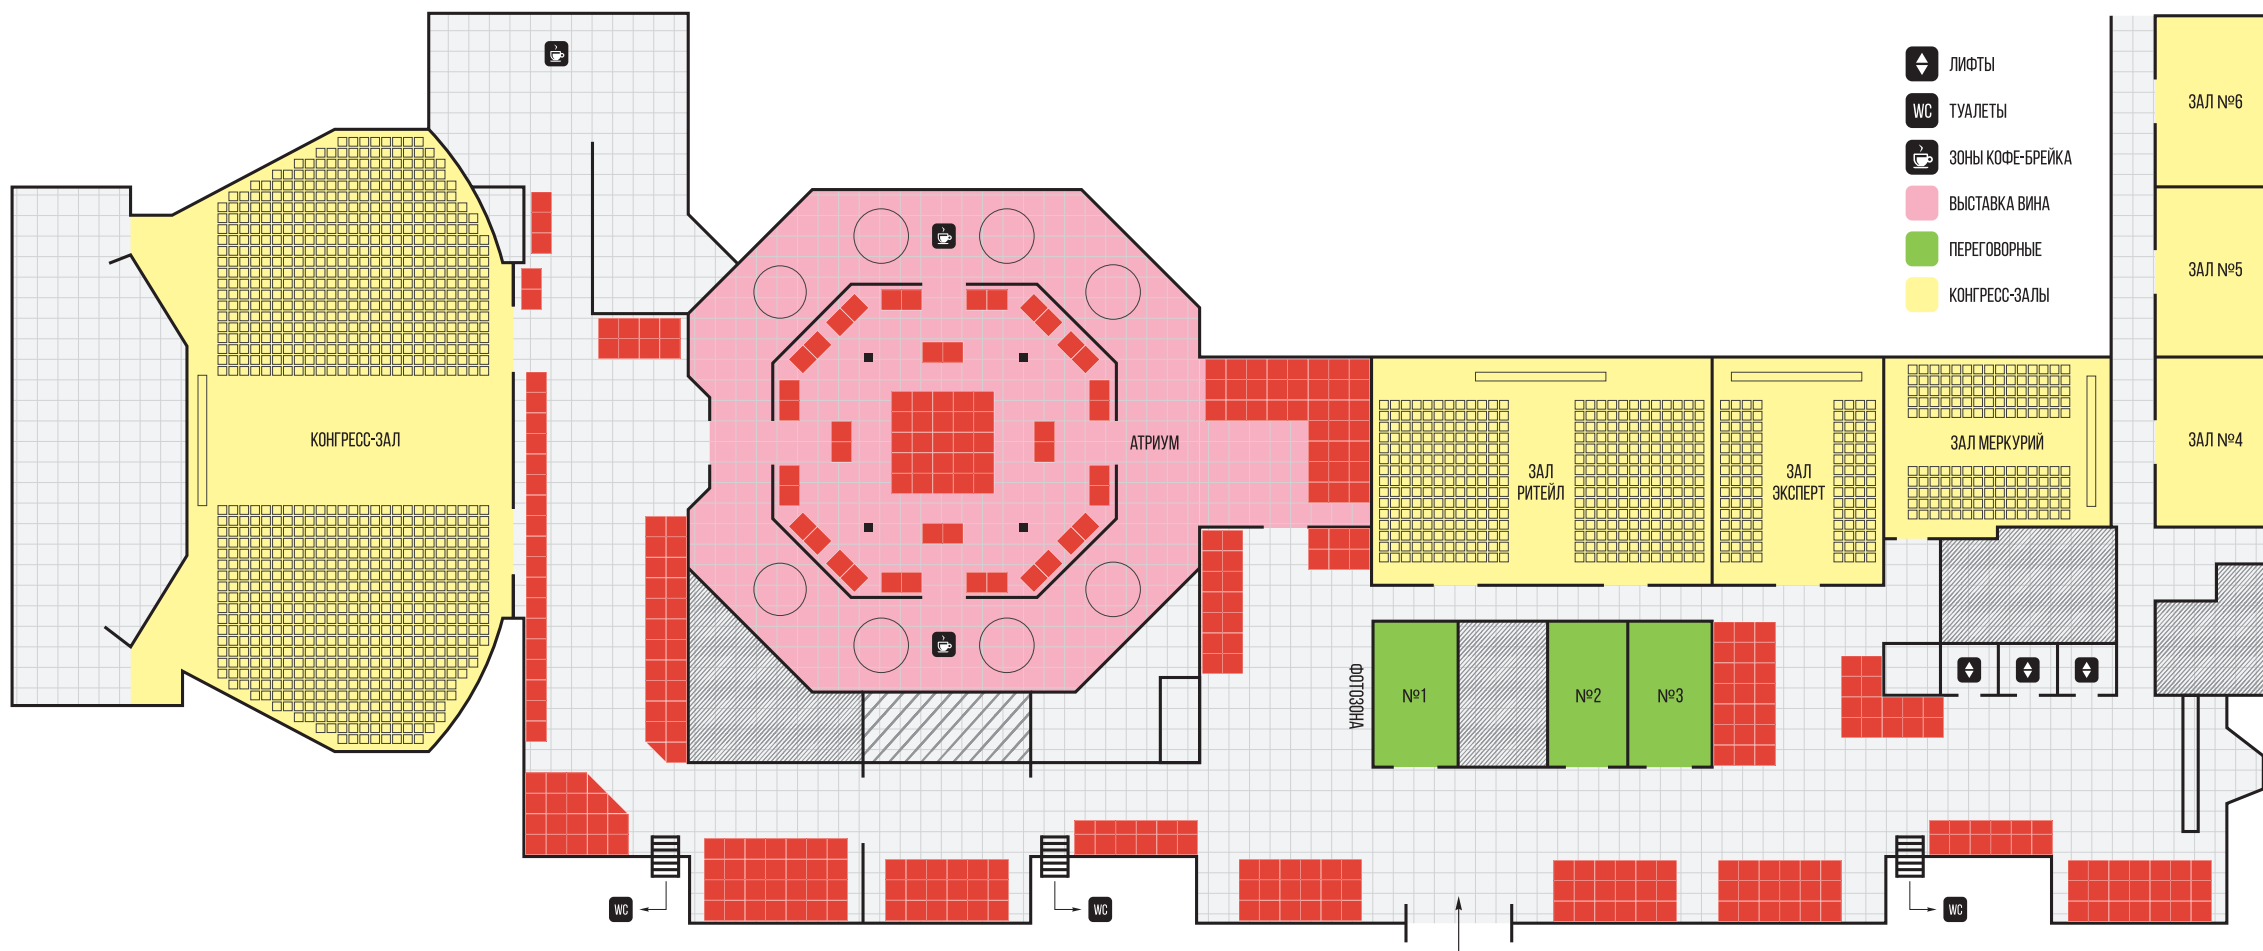 ЛИФТЫ
WC ТУАЛЕТЫ
ЗОНЫ КОФЕ-БРЕЙКА
ВЫСТАВКА ВИНА
ПЕРЕГОВОРНЫЕ
КОНГРЕСС-ЗАЛЫ
ЗАЛ №6
ЗАЛ №5
ЗАЛ №4
КОНГРЕСС-ЗАЛ
АТРИУМ
ЗАЛ
РИТЕЙЛ
ЗАЛ
ЭКСПЕРТ
ЗАЛ МЕРКУРИЙ
ФОТОЗОНА
№1
№2
№3
WC
WC
WC